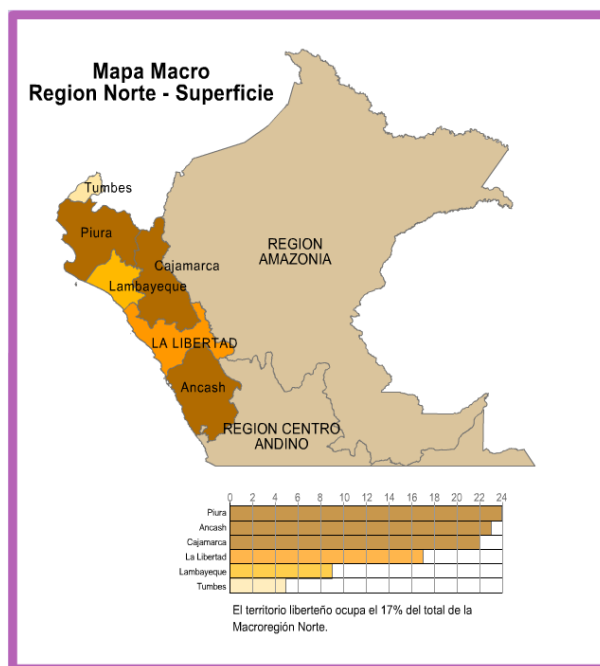 Mapa Macro
Region Norte - Superficie
Tumbes
Piura
Cajamarca
Lambayeque
LA LIBERTAD
Ancash
REGION
AMAZONIA
REGION CENTRO
ANDINO
0 2 4 6 8 10 12 14 16 18 20 22 24
Piura
Ancash
Cajamarca
La Libertad
Lambayeque
Tumbes
El territorio liberteño ocupa el 17% del total de la
Macroregión Norte.